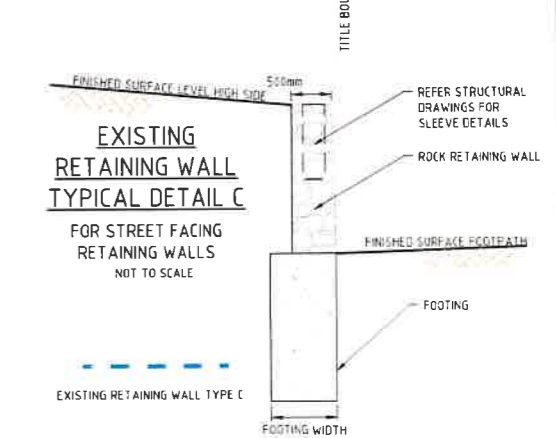 TITLE BOU
500mm
FINISHED SURFACE LEVEL HIGH SIDE
REFER STRUCTURAL
DRAWINGS FOR
SLEEVE DETAILS
EXISTING
RETAINING WALL
TYPICAL DETAIL C
ROCK RETAINING WALL
FOR STREET FACING
RETAINING WALLS
NOT TO SCALE
FINISHED SURFACE FOOTPATH
FOOTING
EXISTING RETAINING WALL TYPE C
FOOTING WIDTH